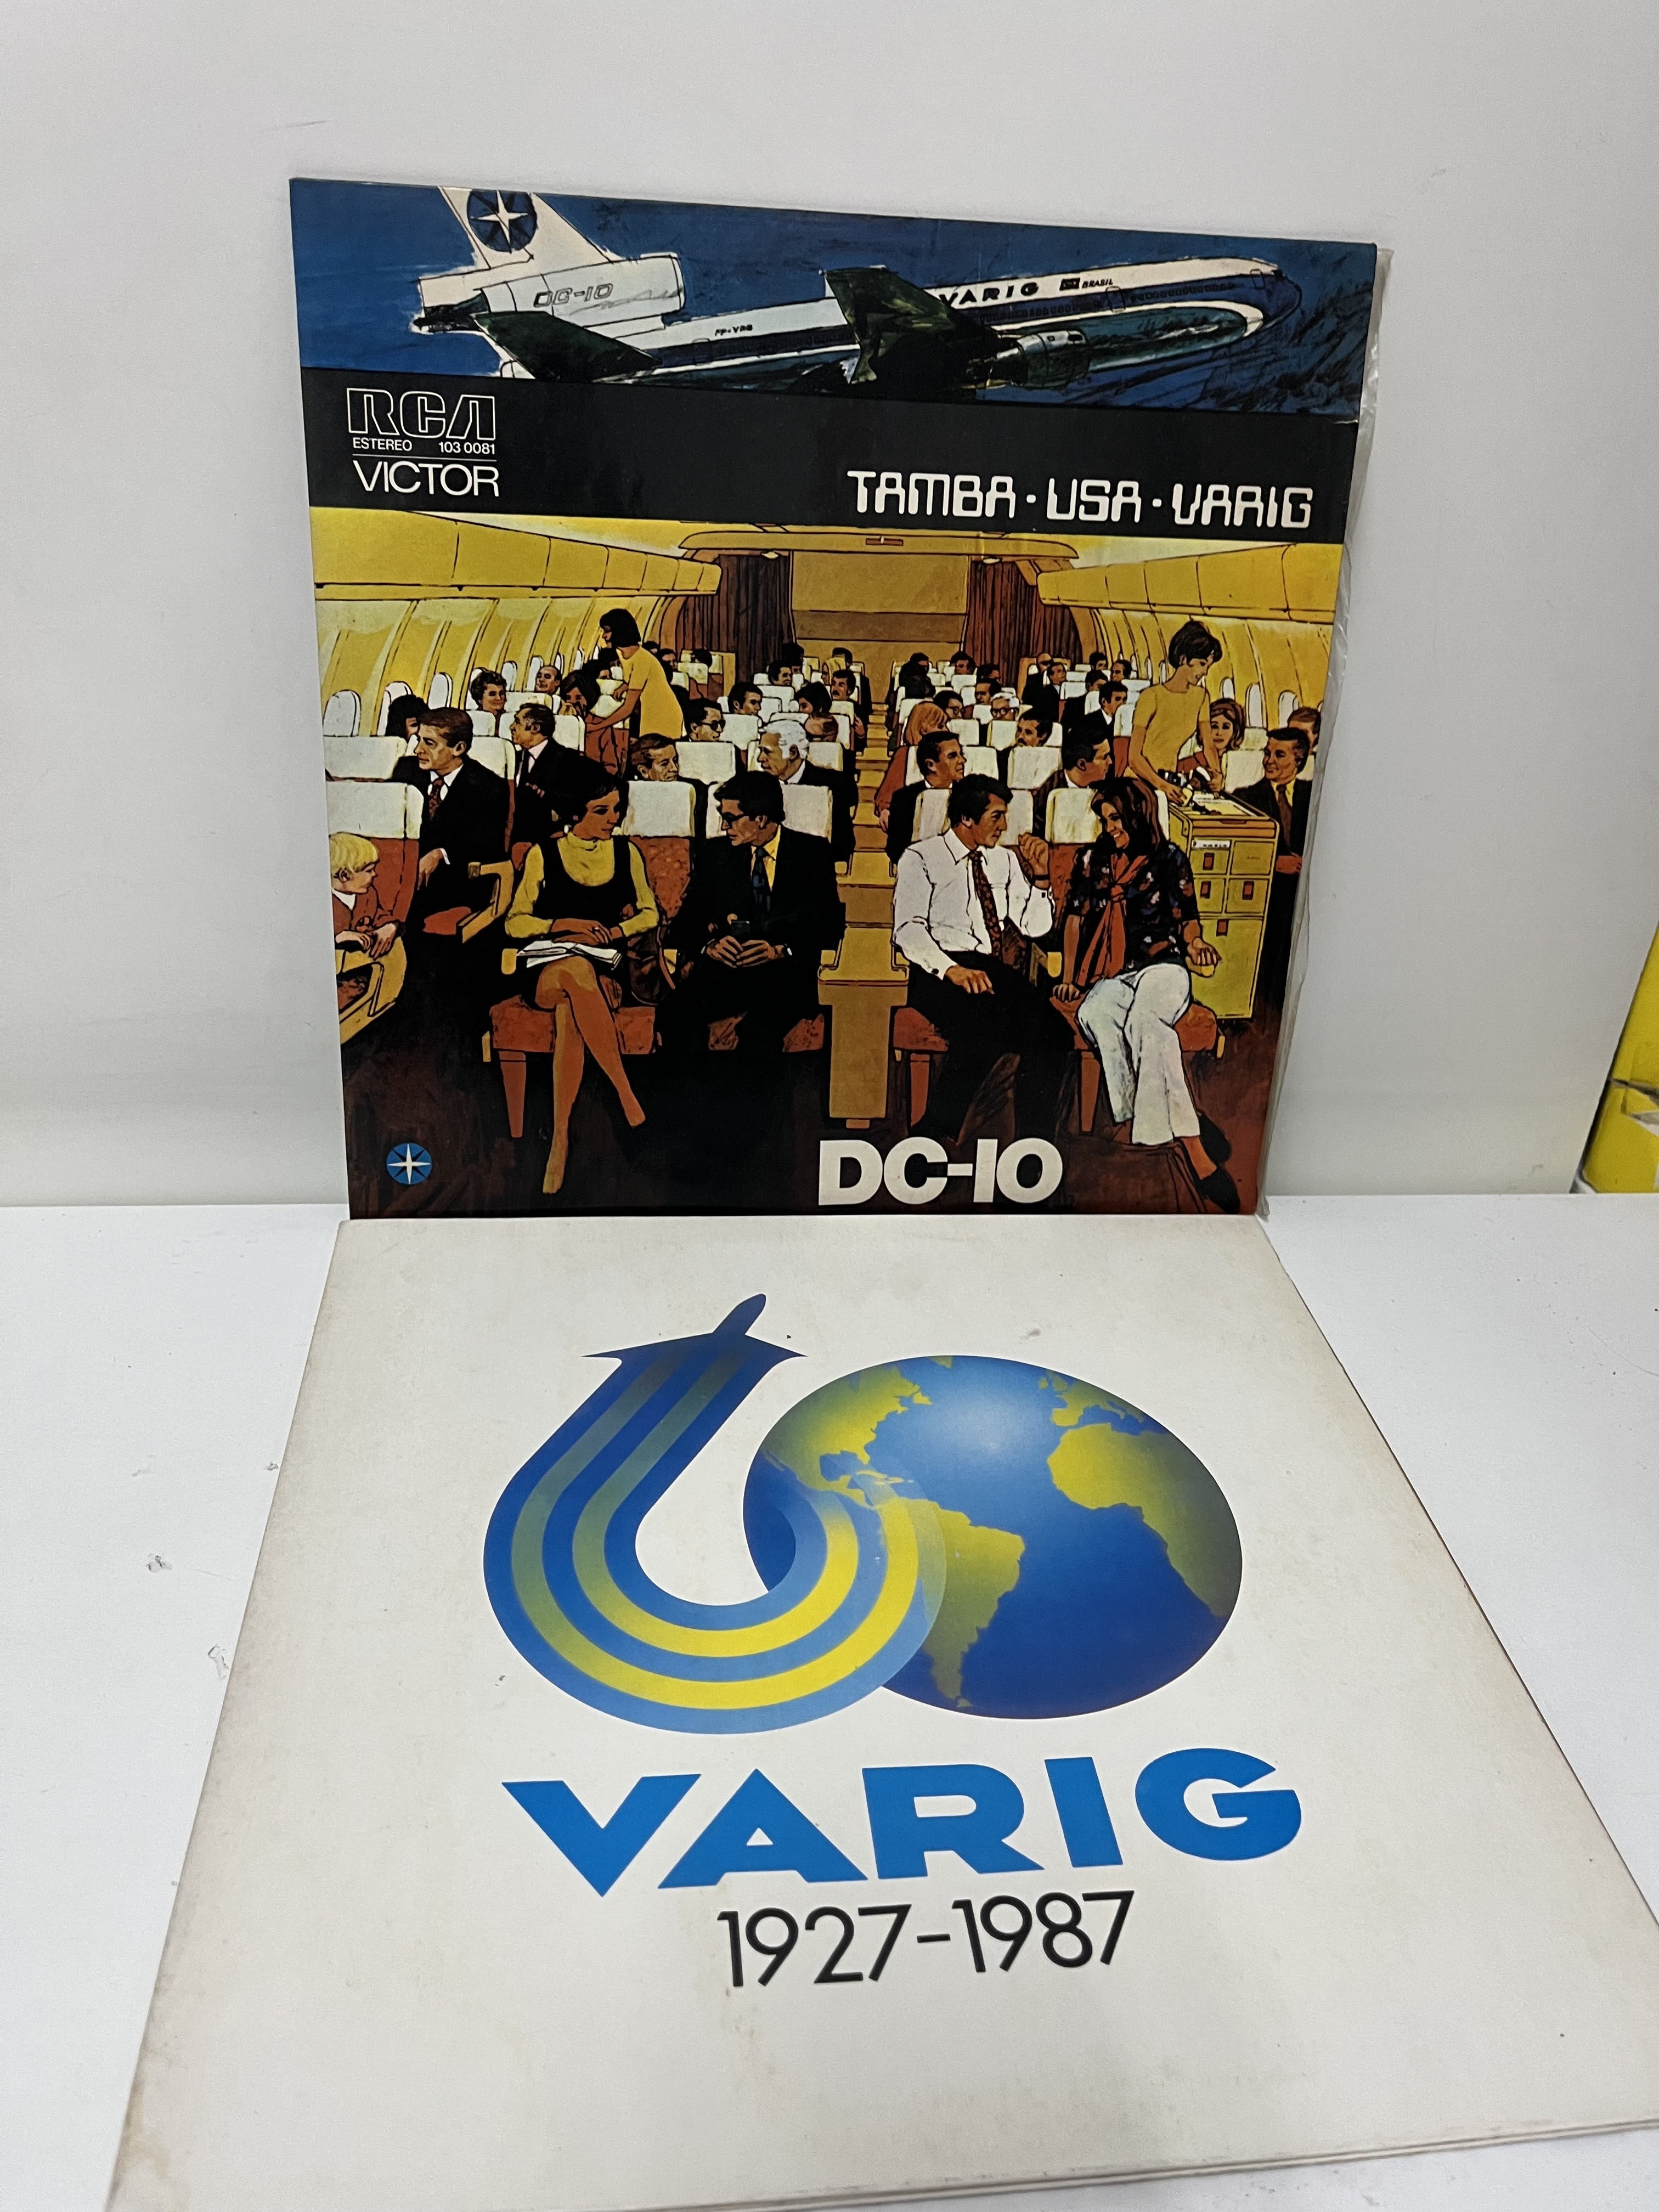 DC-10
VARIG BRASIL
RCA
ESTEREO 103 0081
VICTOR
TAMBA · USA · VARIG
DC-10
VARIG
1927-1987